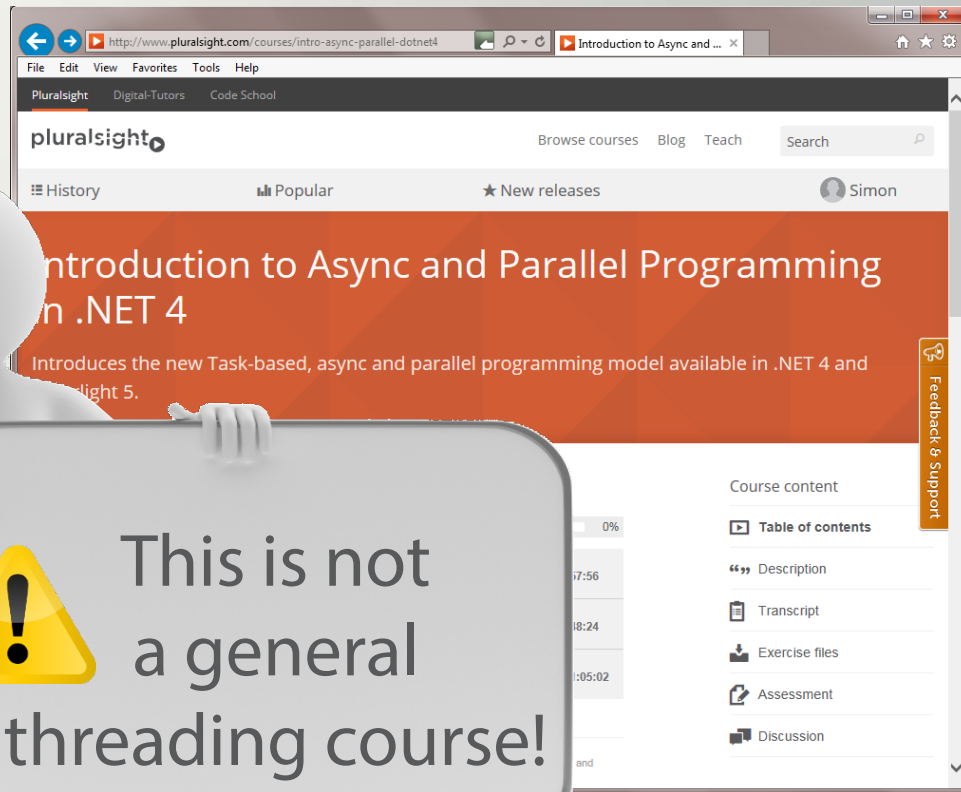 http://www.pluralsight.com/courses/intro-async-parallel-dotnet4
Introduction to Async and ...
File Edit View Favorites Tools Help
Pluralsight Digital-Tutors Code School
pluralsight
Browse courses Blog Teach Search
History Popular New releases Simon
ntroduction to Async and Parallel Programming
n .NET 4
Introduces the new Task-based, async and parallel programming model available in .NET 4 and
light 5.
Feedback & Support
Course content
0%
Table of contents
7:56
Description
8:24
Transcript
Exercise files
:05:02
Assessment
Discussion
and
This is not
a general
threading course!